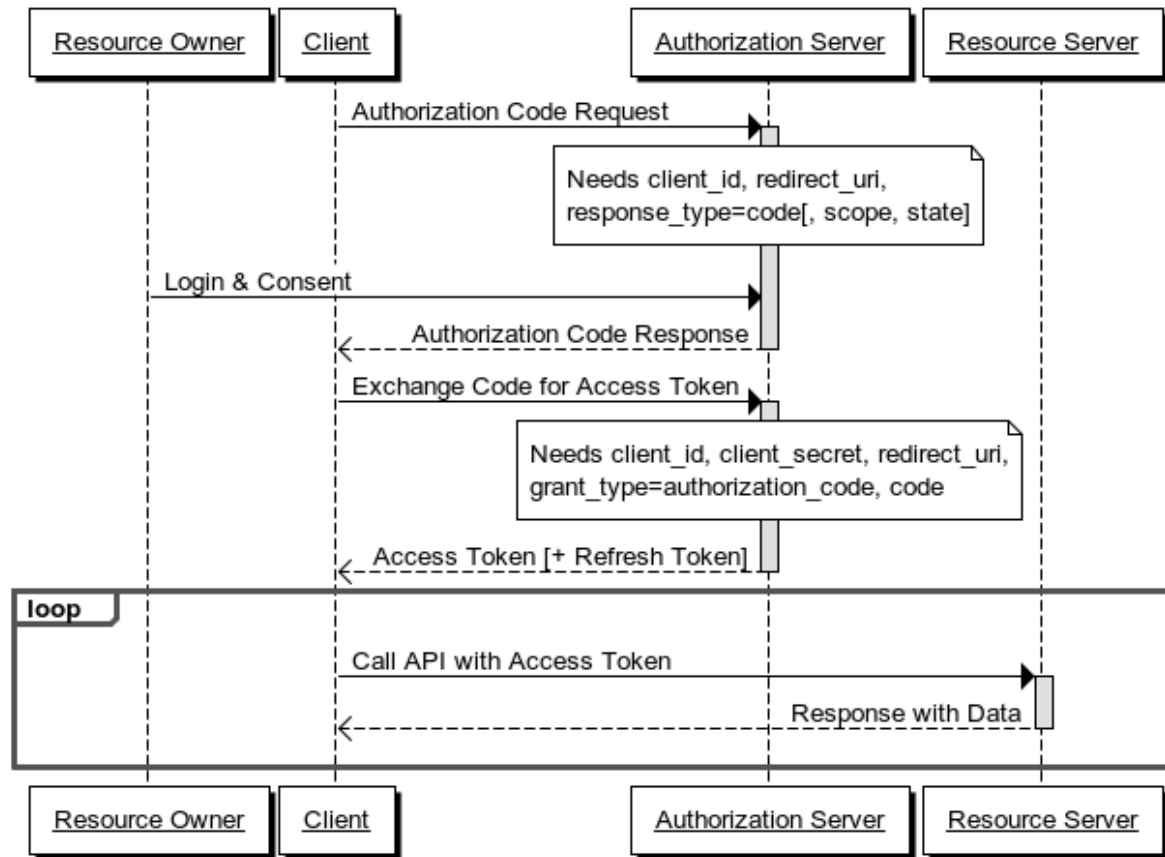 Resource Owner
Client
Authorization Server
Resource Server
Authorization Code Request
Needs client_id, redirect_uri,
response_type=code[, scope, state]
Login & Consent
Authorization Code Response
Exchange Code for Access Token
Needs client_id, client_secret, redirect_uri,
grant_type=authorization_code, code
Access Token [+ Refresh Token]
loop
Call API with Access Token
Response with Data
Resource Owner
Client
Authorization Server
Resource Server